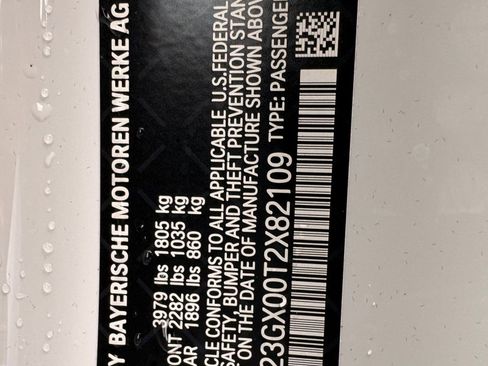 Y BAYERISCHE MOTOREN WERKE AG
3979 lbs 1805 kg
ONT 2282 lbs 1035 kg
AR 1896 lbs 860 kg
CLE CONFORMS TO ALL APPLICABLE U.S.FEDERAL
SAFETY, BUMPER AND THEFT PREVENTION STAN
ON THE DATE OF MANUFACTURE SHOWN ABOV
23GX00T2X82109 TYPE: PASSENGE